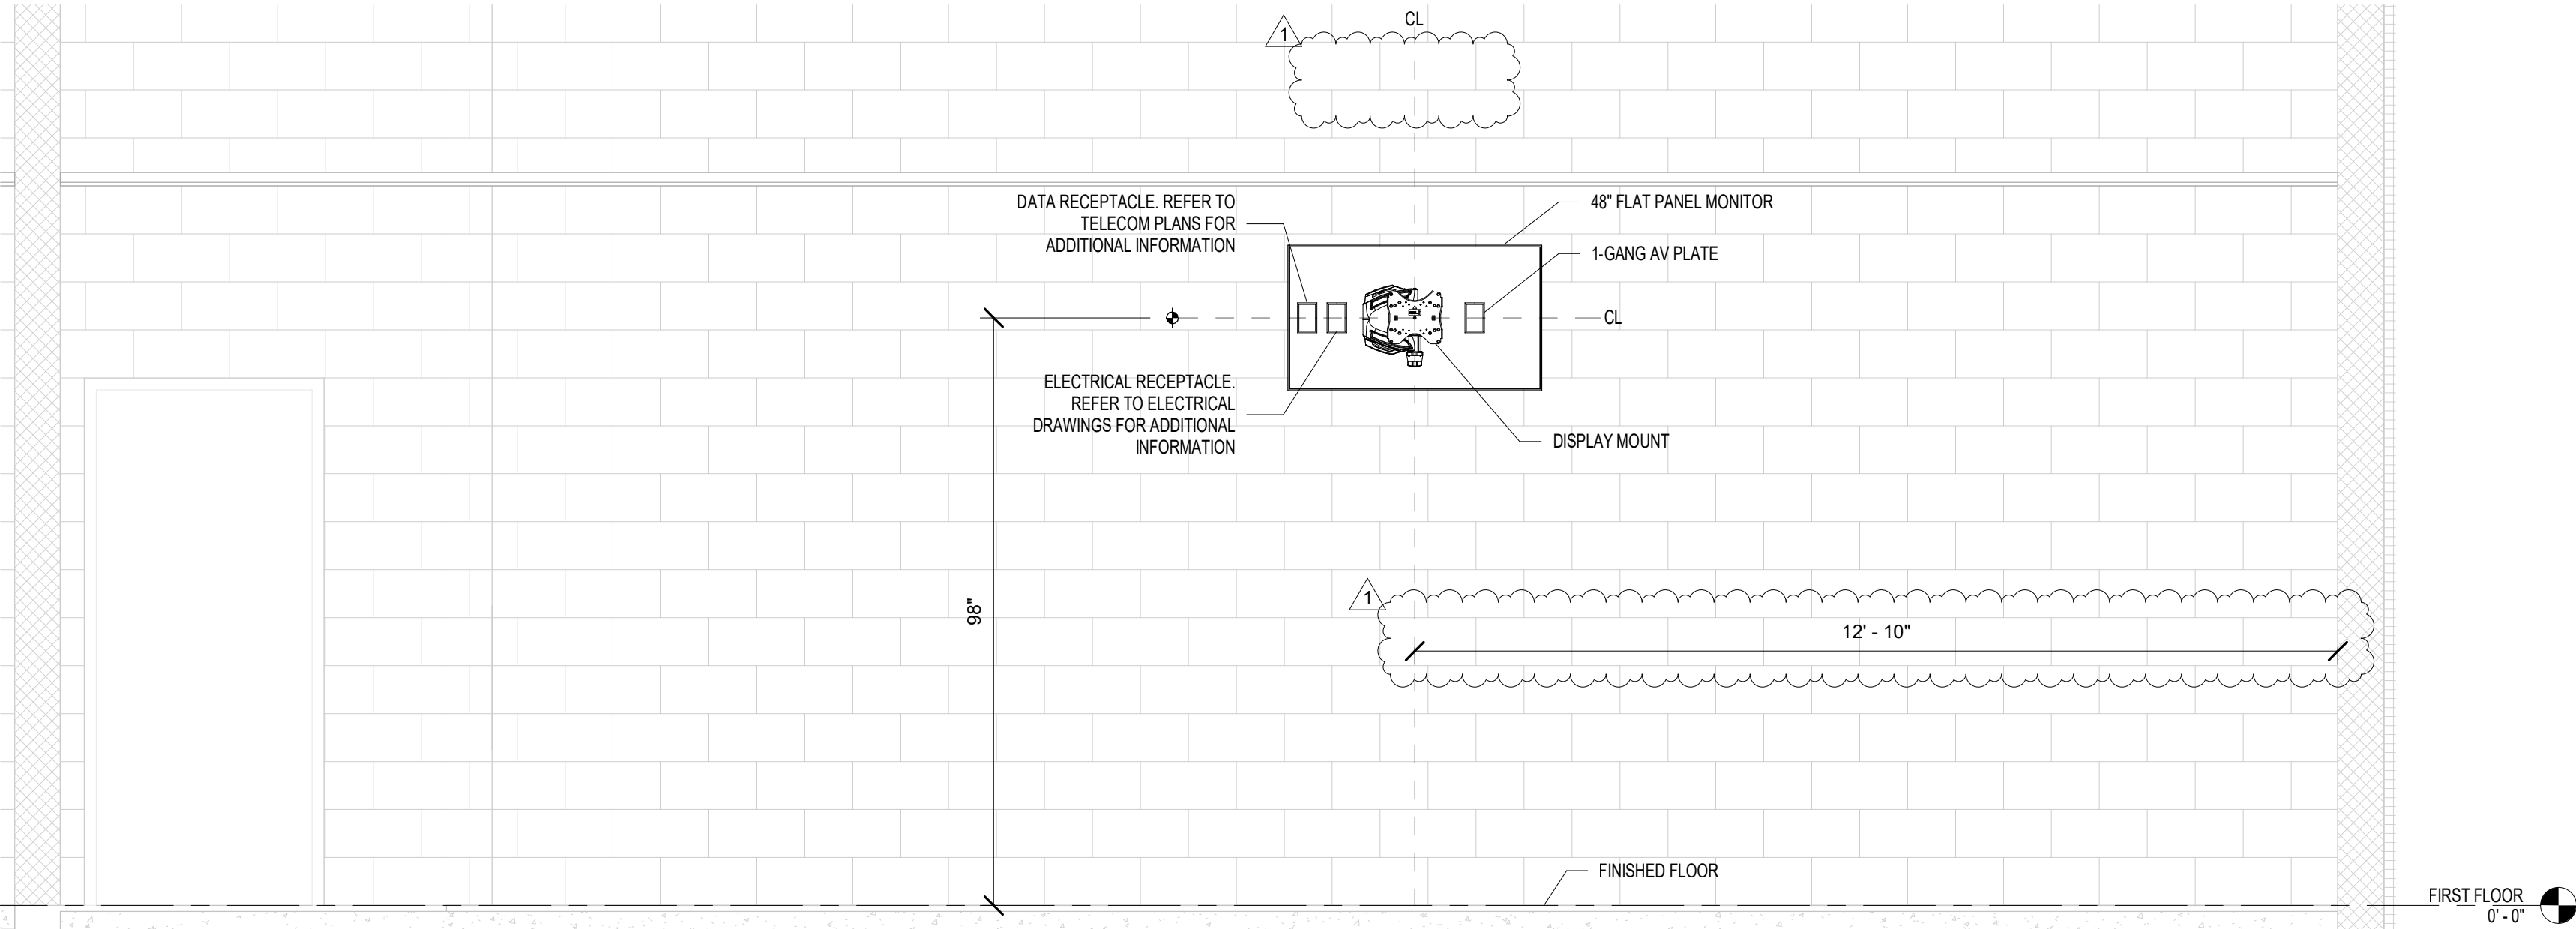 1
CL
DATA RECEPTACLE. REFER TO
TELECOM PLANS FOR
ADDITIONAL INFORMATION
48" FLAT PANEL MONITOR
1-GANG AV PLATE
CL
ELECTRICAL RECEPTACLE.
REFER TO ELECTRICAL
DRAWINGS FOR ADDITIONAL
INFORMATION
DISPLAY MOUNT
98"
1
12' - 10"
FINISHED FLOOR
FIRST FLOOR
0' - 0"